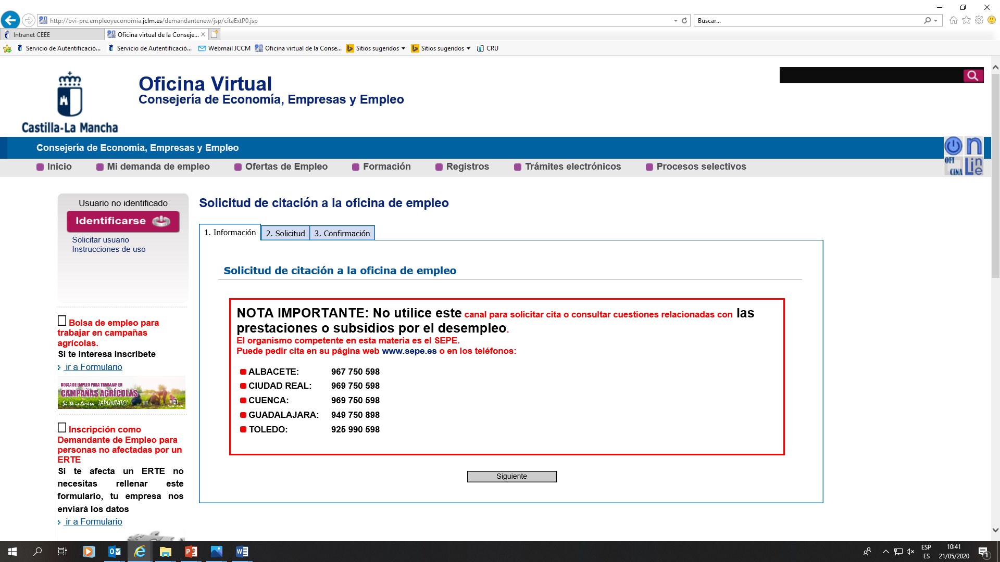 http://ovi-pre.empleoyeconomia.jclm.es/demandantenew/jsp/citaExtP0.jsp
Buscar...
Intranet CEEE
Oficina virtual de la Conseje...
Servicio de Autentificació...
Servicio de Autentificació...
Webmail JCCM
Oficina virtual de la Conse...
Sitios sugeridos
Sitios sugeridos
CRU
Castilla-La Mancha
Oficina Virtual
Consejería de Economía, Empresas y Empleo
Consejería de Economía, Empresas y Empleo
On
OFI
CINA
Line
Inicio
Mi demanda de empleo
Ofertas de Empleo
Formación
Registros
Trámites electrónicos
Procesos selectivos
Usuario no identificado
Identificarse
Solicitar usuario
Instrucciones de uso
Bolsa de empleo para
trabajar en campañas
agrícolas.
Si te interesa inscribete
ir a Formulario
BOLSA DE EMPLEO PARA TRABAJAR EN
CAMPAÑAS AGRÍCOLAS
Si te interesa, ¡APUNTATE!
Inscripción como
Demandante de Empleo para
personas no afectadas por un
ERTE
Si te afecta un ERTE no
necesitas rellenar este
formulario, tu empresa nos
enviará los datos
ir a Formulario
Solicitud de citación a la oficina de empleo
1. Información
2. Solicitud
3. Confirmación
Solicitud de citación a la oficina de empleo
NOTA IMPORTANTE: No utilice este canal para solicitar cita o consultar cuestiones relacionadas con las
prestaciones o subsidios por el desempleo.
El organismo competente en esta materia es el SEPE.
Puede pedir cita en su página web www.sepe.es o en los teléfonos:
ALBACETE: 967 750 598
CIUDAD REAL: 969 750 598
CUENCA: 969 750 598
GUADALAJARA: 949 750 898
TOLEDO: 925 990 598
Siguiente
ESP
ES
10:41
21/05/2020
1